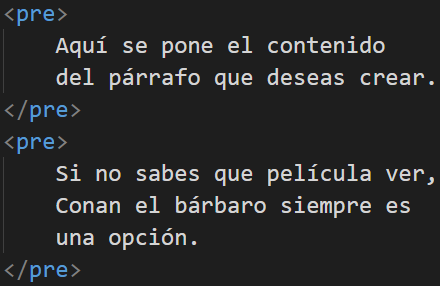 <pre>
    Aquí se pone el contenido
    del párrafo que deseas crear.
</pre>
<pre>
    Si no sabes que película ver,
    Conan el bárbaro siempre es
    una opción.
</pre>